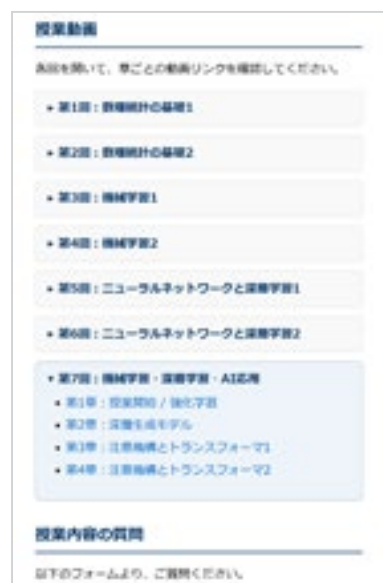 授業動画
各回を開いて、章ごとの動画リンクを確認してください。
▸ 第1回：数理統計の基礎1
▸ 第2回：数理統計の基礎2
▸ 第3回：機械学習1
▸ 第4回：機械学習2
▸ 第5回：ニューラルネットワークと深層学習1
▸ 第6回：ニューラルネットワークと深層学習2
▾ 第7回：機械学習・深層学習・AI応用
• 第1章：授業開始 / 強化学習
• 第2章：深層生成モデル
• 第3章：注意機構とトランスフォーマ1
• 第4章：注意機構とトランスフォーマ2
授業内容の質問
以下のフォームより、ご質問ください。